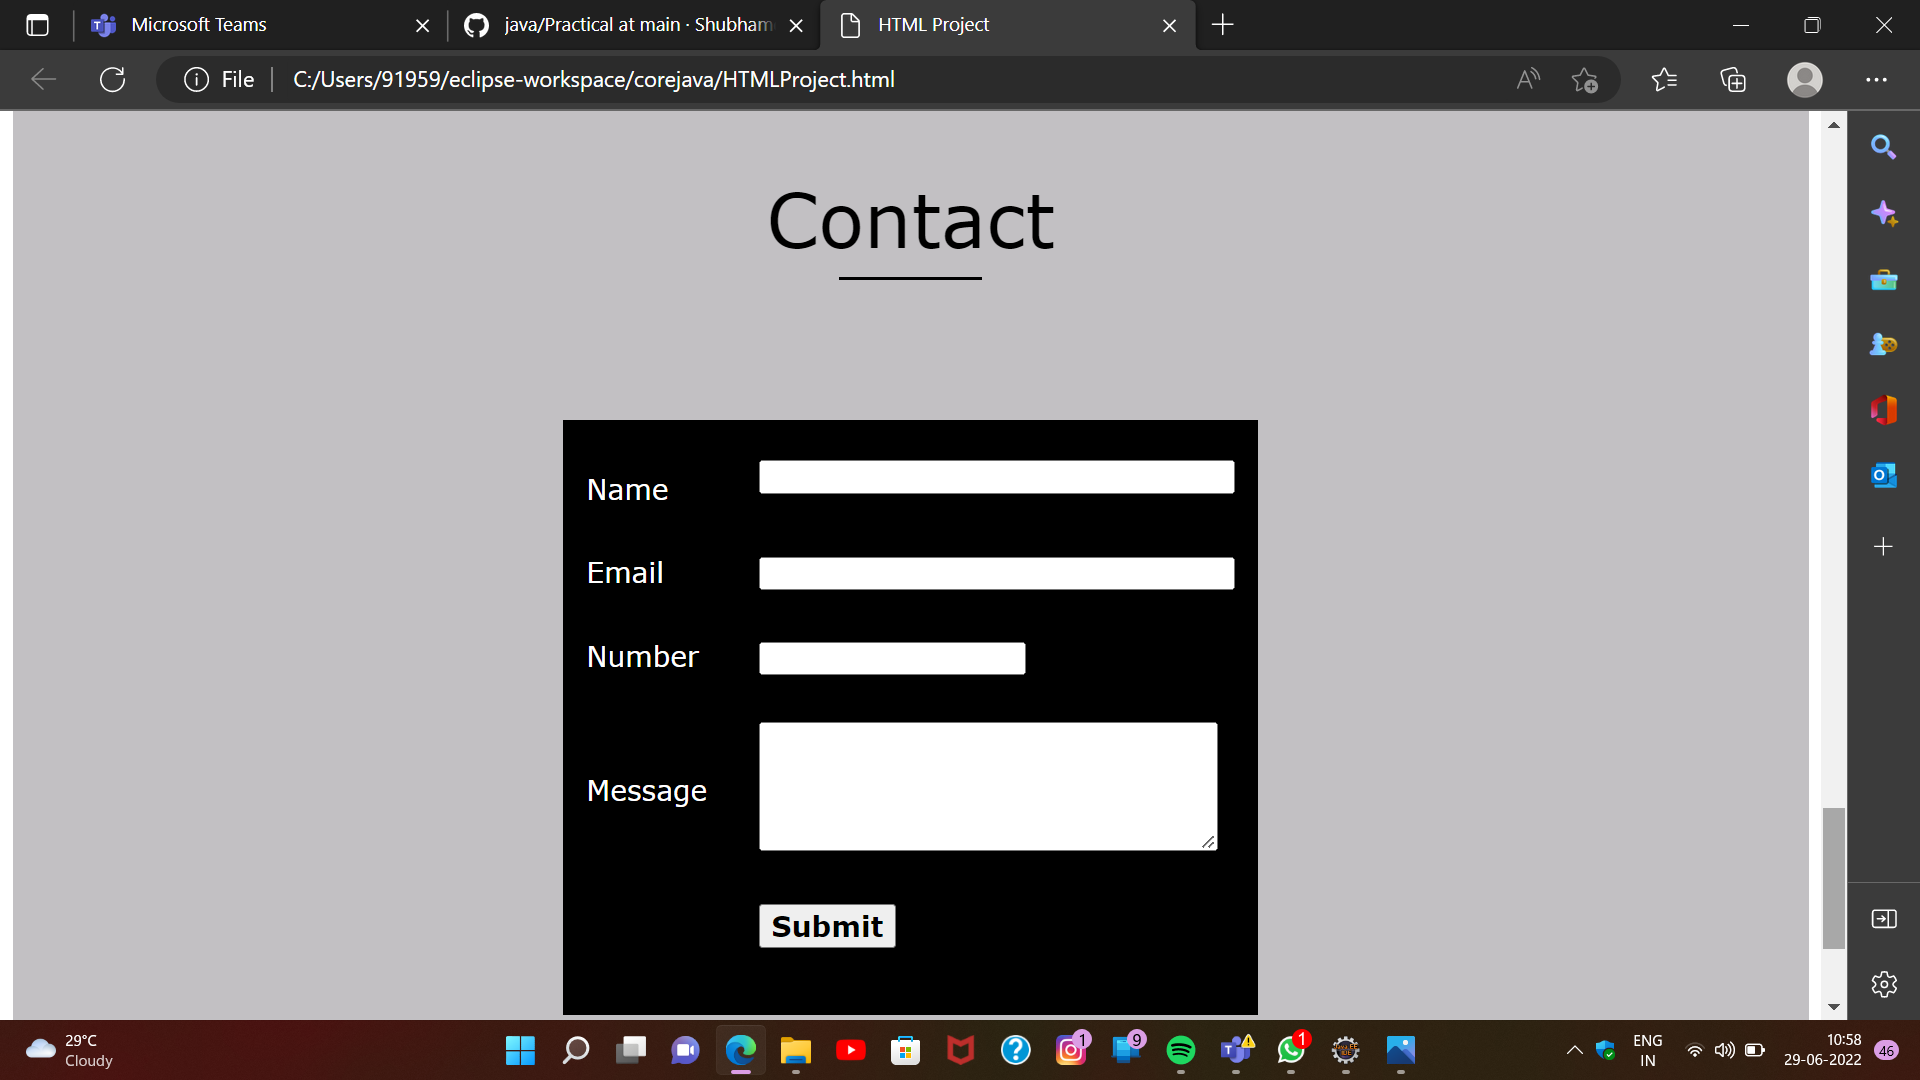 Microsoft Teams
java/Practical at main · Shubham
HTML Project
File
C:/Users/91959/eclipse-workspace/corejava/HTMLProject.html
Contact
Name
Email
Number
Message
Submit
29°C
Cloudy
1
9
1
ENG
IN
10:58
29-06-2022
46